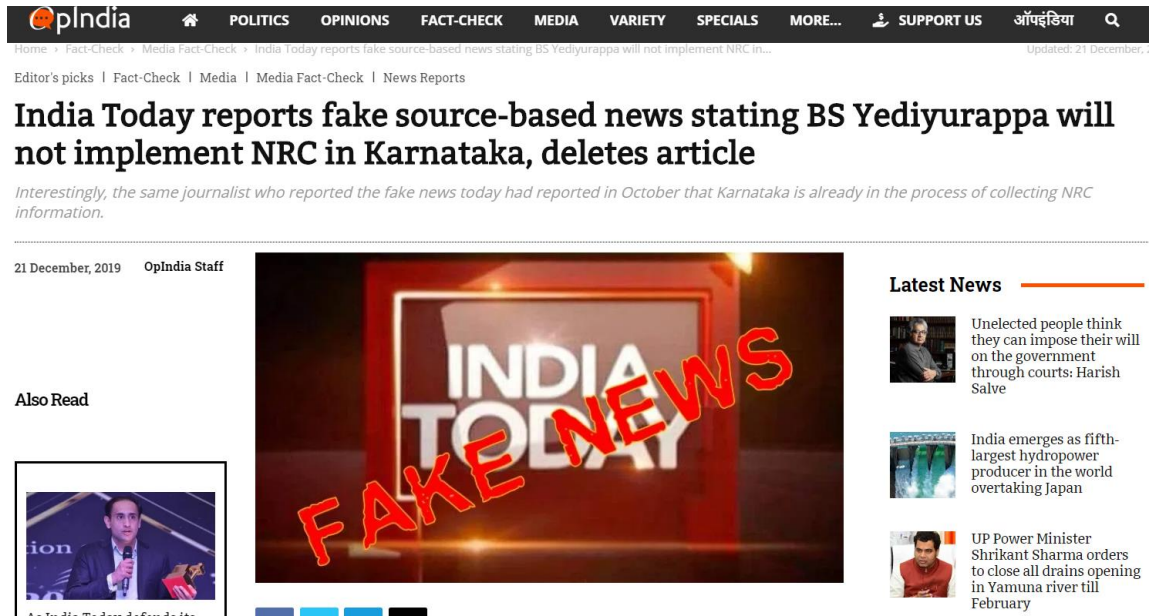 OpIndia
POLITICS OPINIONS FACT-CHECK MEDIA VARIETY SPECIALS MORE... SUPPORT US ऑपइंडिया
Home › Fact-Check › Media Fact-Check › India Today reports fake source-based news stating BS Yediyurappa will not implement NRC in...
Updated: 21 December,
Editor's picks | Fact-Check | Media | Media Fact-Check | News Reports
India Today reports fake source-based news stating BS Yediyurappa will
not implement NRC in Karnataka, deletes article
Interestingly, the same journalist who reported the fake news today had reported in October that Karnataka is already in the process of collecting NRC
information.
21 December, 2019 OpIndia Staff
Also Read
ion
As India Today defends its
INDIA
TODAY
FAKE NEWS
Latest News
Unelected people think
they can impose their will
on the government
through courts: Harish
Salve
India emerges as fifth-
largest hydropower
producer in the world
overtaking Japan
UP Power Minister
Shrikant Sharma orders
to close all drains opening
in Yamuna river till
February